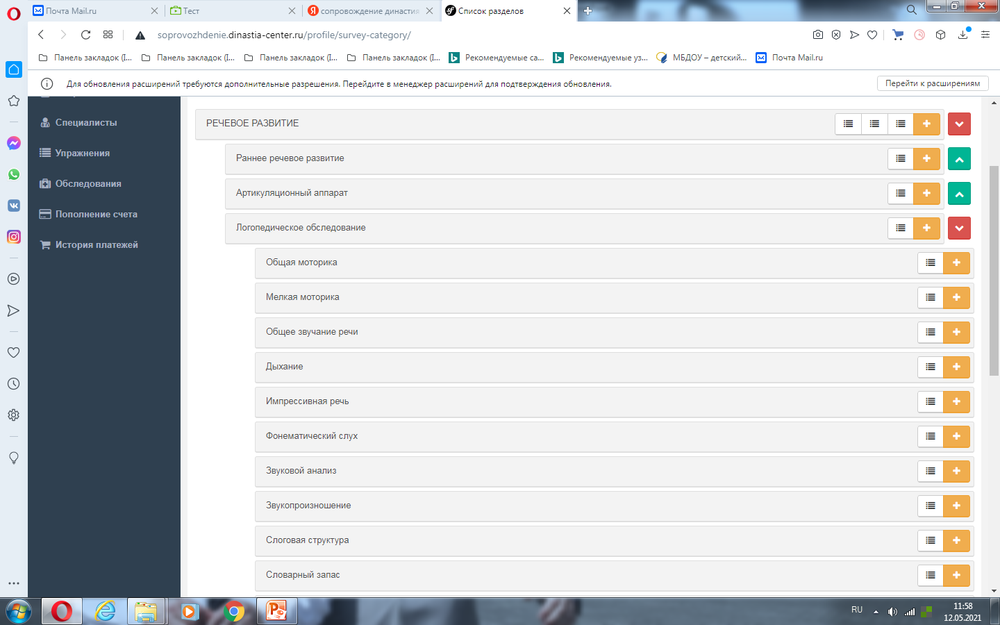 Почта Mail.ru
Тест
сопровождение династия
Список разделов
soprovozhdenie.dinastia-center.ru/profile/survey-category/
Панель закладок (I...
Панель закладок (I...
Панель закладок (I...
Панель закладок (I...
Рекомендуемые са...
Рекомендуемые уз...
МБДОУ – детский...
Почта Mail.ru
Для обновления расширений требуются дополнительные разрешения. Перейдите в менеджер расширений для подтверждения обновления.
Перейти к расширениям
Специалисты
Упражнения
Обследования
Пополнение счета
История платежей
РЕЧЕВОЕ РАЗВИТИЕ
Раннее речевое развитие
Артикуляционный аппарат
Логопедическое обследование
Общая моторика
Мелкая моторика
Общее звучание речи
Дыхание
Импрессивная речь
Фонематический слух
Звуковой анализ
Звукопроизношение
Слоговая структура
Словарный запас
RU
11:58
12.05.2021